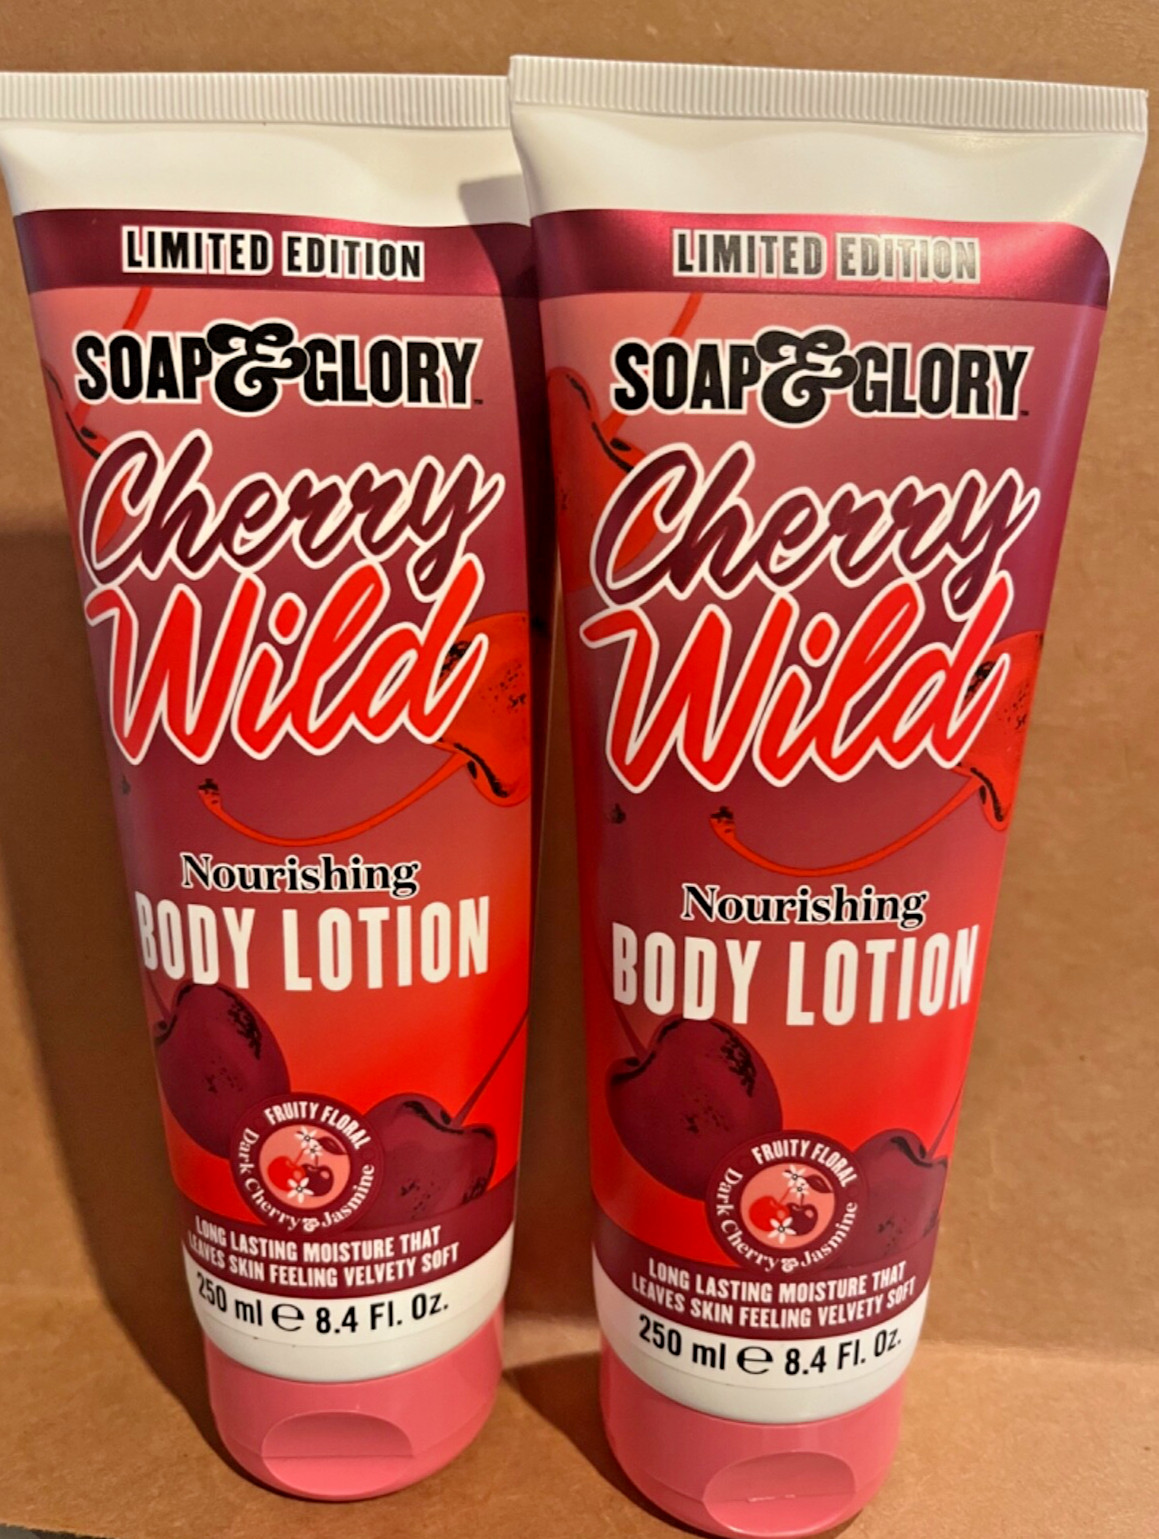 LIMITED EDITION
SOAP & GLORY™
Cherry
Wild
Nourishing
BODY LOTION
FRUITY FLORAL
Dark Cherry & Jasmine
LONG LASTING MOISTURE THAT
LEAVES SKIN FEELING VELVETY SOFT
250 ml e 8.4 Fl. Oz.
LIMITED EDITION
SOAP & GLORY™
Cherry
Wild
Nourishing
BODY LOTION
FRUITY FLORAL
Dark Cherry & Jasmine
LONG LASTING MOISTURE THAT
LEAVES SKIN FEELING VELVETY SOFT
250 ml e 8.4 Fl. Oz.